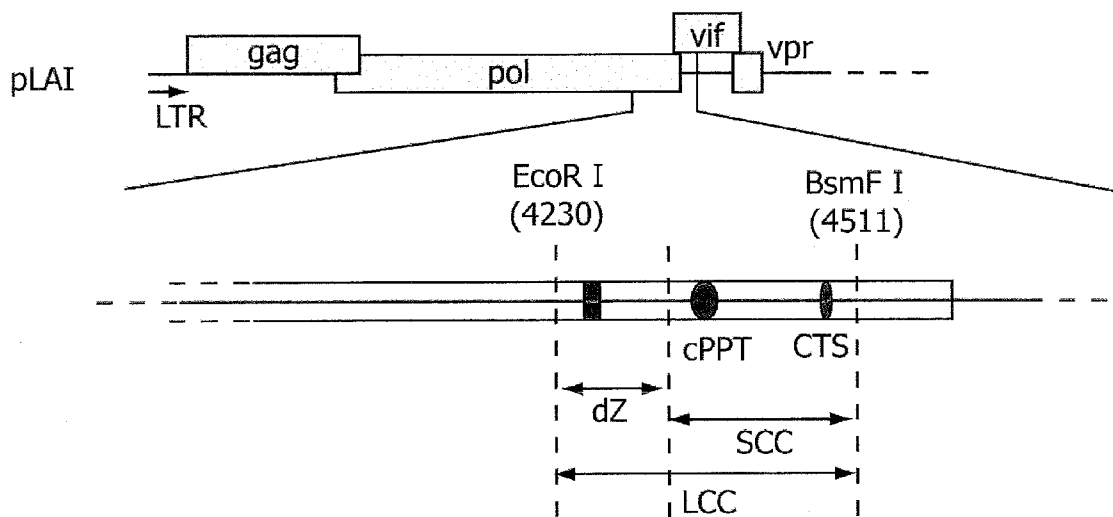 gag
vif
vpr
pLAI
pol
LTR
EcoR I
(4230)
BsmF I
(4511)
cPPT
CTS
dZ
SCC
LCC